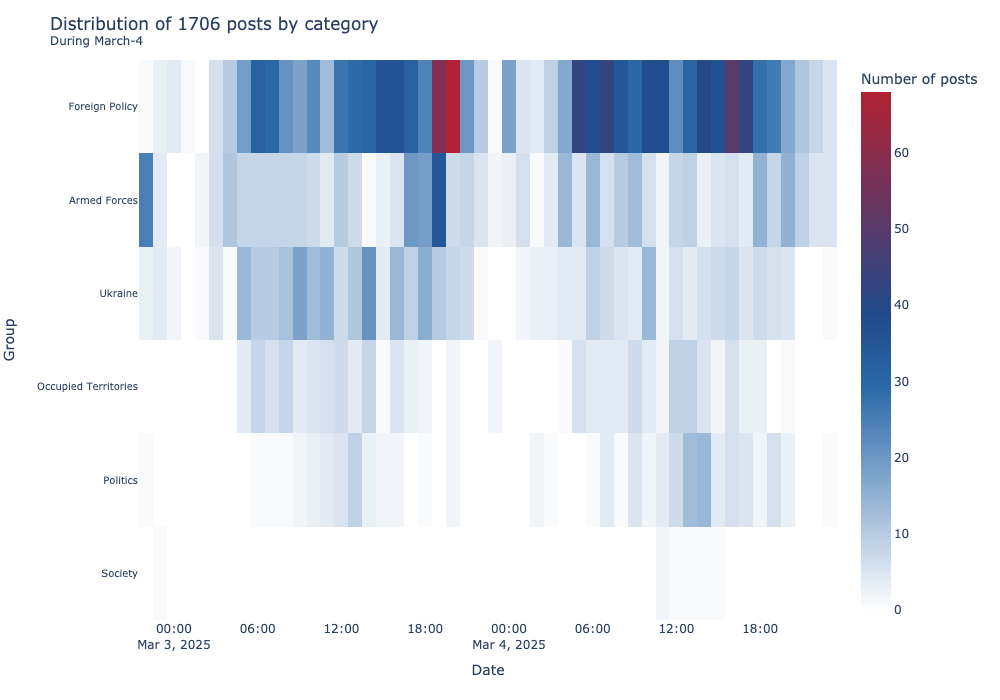 Distribution of 1706 posts by category
During March-4
Number of posts
Foreign Policy
Armed Forces
Ukraine
Occupied Territories
Politics
Society
Group
60
50
40
30
20
10
0
00:00
Mar 3, 2025
06:00
12:00
18:00
00:00
Mar 4, 2025
06:00
12:00
18:00
Date